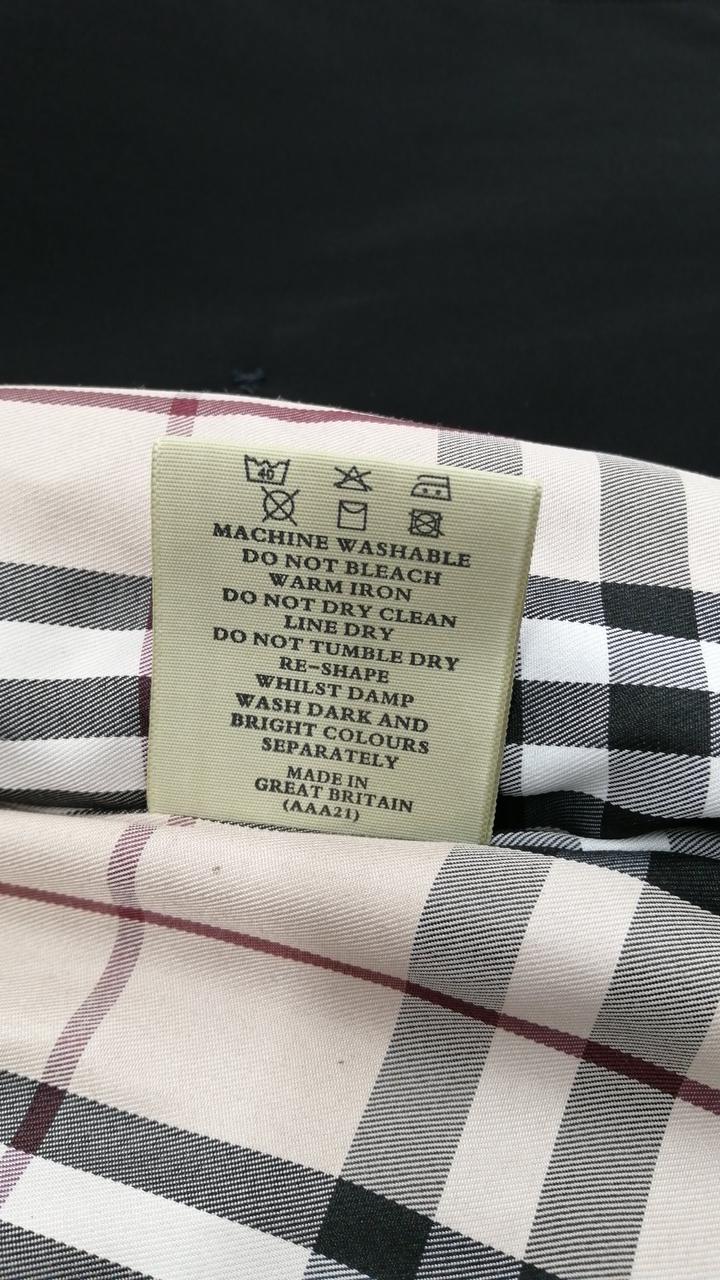 40
MACHINE WASHABLE
DO NOT BLEACH
WARM IRON
DO NOT DRY CLEAN
LINE DRY
DO NOT TUMBLE DRY
RE-SHAPE
WHILST DAMP
WASH DARK AND
BRIGHT COLOURS
SEPARATELY
MADE IN
GREAT BRITAIN
(AAA21)